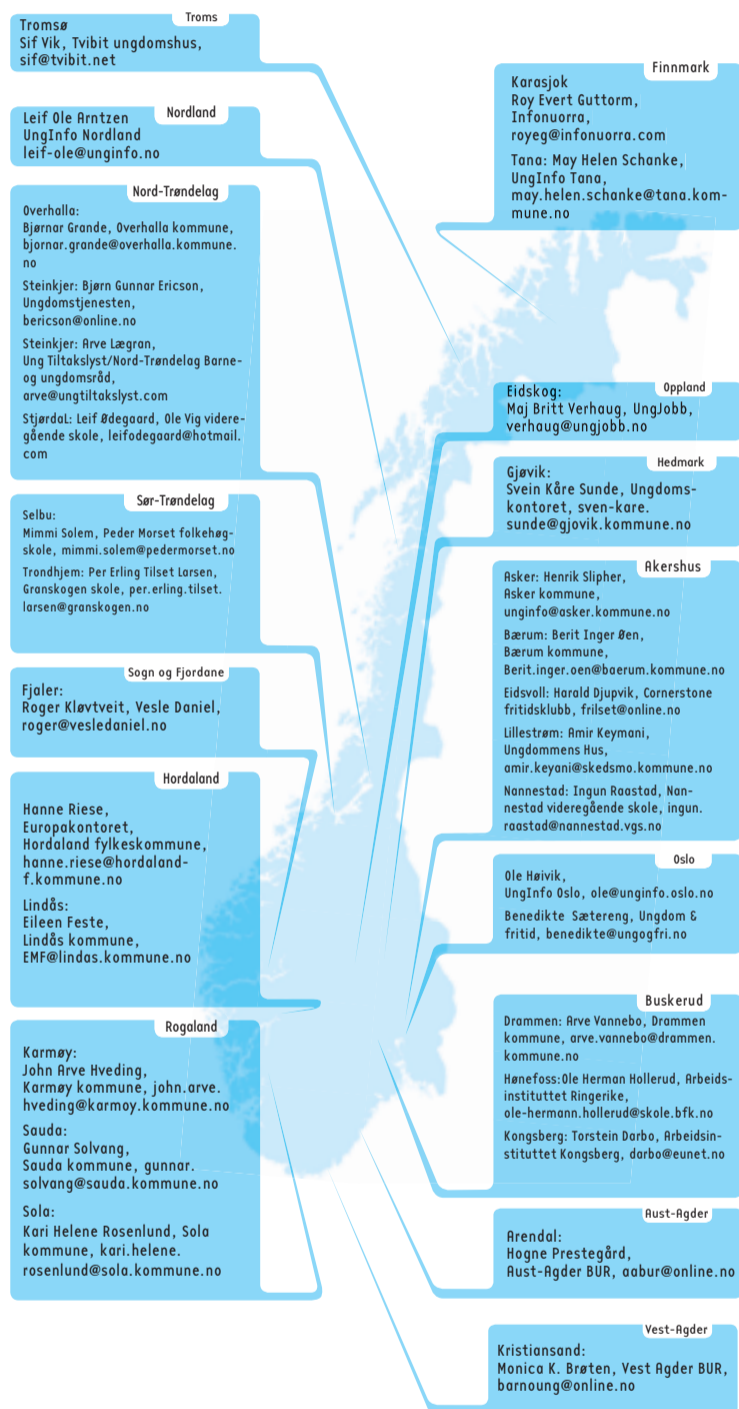 Troms
Tromsø
Sif Vik, Tvibit ungdomshus,
sif@tvibit.net
Nordland
Leif Ole Arntzen
UngInfo Nordland
leif-ole@unginfo.no
Nord-Trøndelag
Overhalla:
Bjørnar Grande, Overhalla kommune,
bjornar.grande@overhalla.kommune.
no
Steinkjer: Bjørn Gunnar Ericson,
Ungdomstjenesten,
bericson@online.no
Steinkjer: Arve Lægran,
Ung Tiltakslyst/Nord-Trøndelag Barne-
og ungdomsråd,
arve@ungtiltakslyst.com
StjørdaL: Leif Ødegaard, Ole Vig videre-
gående skole, leifodegaard@hotmail.
com
Sør-Trøndelag
Selbu:
Mimmi Solem, Peder Morset folkehøg-
skole, mimmi.solem@pedermorset.no
Trondhjem: Per Erling Tilset Larsen,
Granskogen skole, per.erling.tilset.
larsen@granskogen.no
Sogn og Fjordane
Fjaler:
Roger Kløvtveit, Vesle Daniel,
roger@vesledaniel.no
Hordaland
Hanne Riese,
Europakontoret,
Hordaland fylkeskommune,
hanne.riese@hordaland-
f.kommune.no
Lindås:
Eileen Feste,
Lindås kommune,
EMF@lindas.kommune.no
Rogaland
Karmøy:
John Arve Hveding,
Karmøy kommune, john.arve.
hveding@karmoy.kommune.no
Sauda:
Gunnar Solvang,
Sauda kommune, gunnar.
solvang@sauda.kommune.no
Sola:
Kari Helene Rosenlund, Sola
kommune, kari.helene.
rosenlund@sola.kommune.no
Finnmark
Karasjok
Roy Evert Guttorm,
Infonuorra,
royeg@infonuorra.com
Tana: May Helen Schanke,
UngInfo Tana,
may.helen.schanke@tana.kom-
mune.no
Oppland
Eidskog:
Maj Britt Verhaug, UngJobb,
verhaug@ungjobb.no
Hedmark
Gjøvik:
Svein Kåre Sunde, Ungdoms-
kontoret, sven-kare.
sunde@gjovik.kommune.no
Akershus
Asker: Henrik Slipher,
Asker kommune,
unginfo@asker.kommune.no
Bærum: Berit Inger Øen,
Bærum kommune,
Berit.inger.oen@baerum.kommune.no
Eidsvoll: Harald Djupvik, Cornerstone
fritidsklubb, frilset@online.no
Lillestrøm: Amir Keymani,
Ungdommens Hus,
amir.keyani@skedsmo.kommune.no
Nannestad: Ingun Raastad, Nan-
nestad videregående skole, ingun.
raastad@nannestad.vgs.no
Oslo
Ole Høivik,
UngInfo Oslo, ole@unginfo.oslo.no
Benedikte Sætereng, Ungdom &
fritid, benedikte@ungogfri.no
Buskerud
Drammen: Arve Vannebo, Drammen
kommune, arve.vannebo@drammen.
kommune.no
Hønefoss:Ole Herman Hollerud, Arbeids-
instituttet Ringerike,
ole-hermann.hollerud@skole.bfk.no
Kongsberg: Torstein Darbo, Arbeidsin-
stituttet Kongsberg, darbo@eunet.no
Aust-Agder
Arendal:
Hogne Prestegård,
Aust-Agder BUR, aabur@online.no
Vest-Agder
Kristiansand:
Monica K. Brøten, Vest Agder BUR,
barnoung@online.no